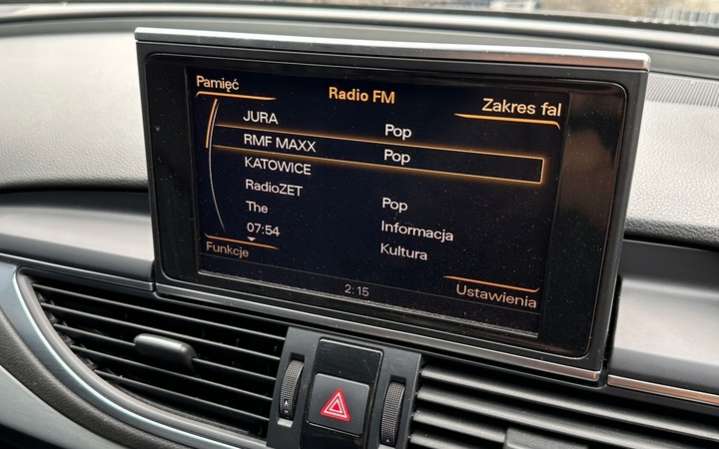 Pamięć
Radio FM
Zakres fal
JURA Pop
RMF MAXX Pop
KATOWICE
RadioZET Pop
The Informacja
07:54 Kultura
Funkcje
2:15
Ustawienia